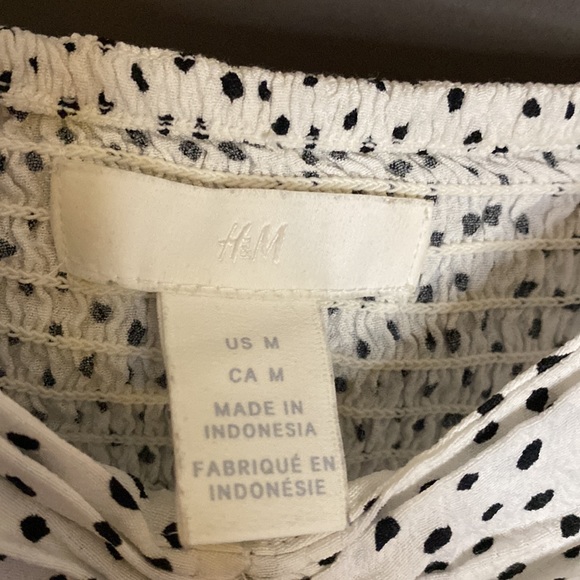 H&M
US M
CA M
MADE IN
INDONESIA
FABRIQUÉ EN
INDONÉSIE